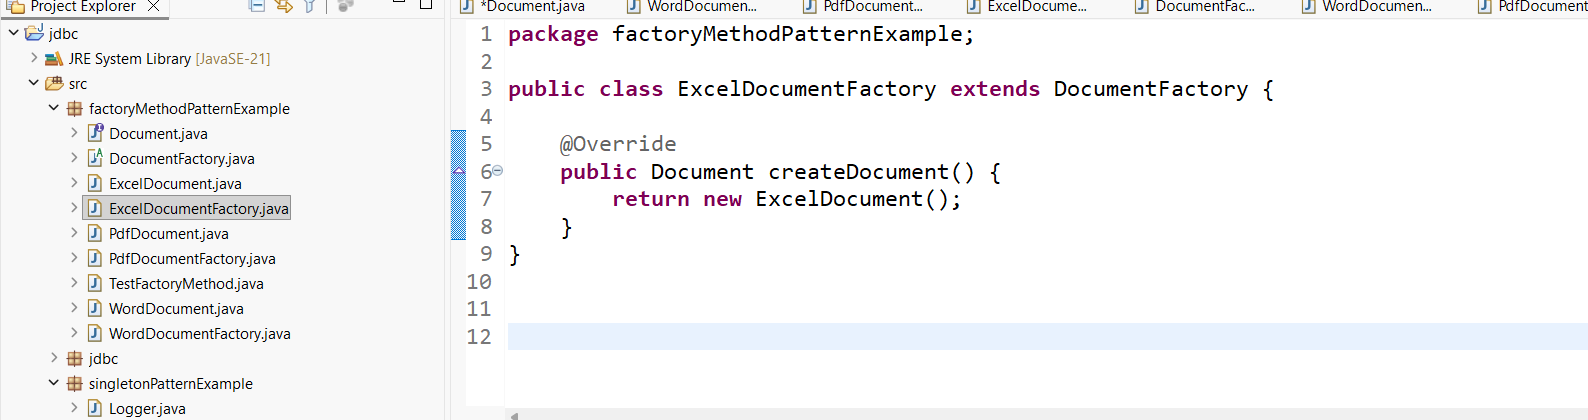 Project Explorer
jdbc
JRE System Library [JavaSE-21]
src
factoryMethodPatternExample
Document.java
DocumentFactory.java
ExcelDocument.java
ExcelDocumentFactory.java
PdfDocument.java
PdfDocumentFactory.java
TestFactoryMethod.java
WordDocument.java
WordDocumentFactory.java
jdbc
singletonPatternExample
Logger.java
*Document.java
WordDocumen...
PdfDocument...
ExcelDocume...
DocumentFac...
WordDocumen...
PdfDocument
1 package factoryMethodPatternExample;
2
3 public class ExcelDocumentFactory extends DocumentFactory {
4
5 @Override
6 public Document createDocument() {
7 return new ExcelDocument();
8 }
9 }
10
11
12